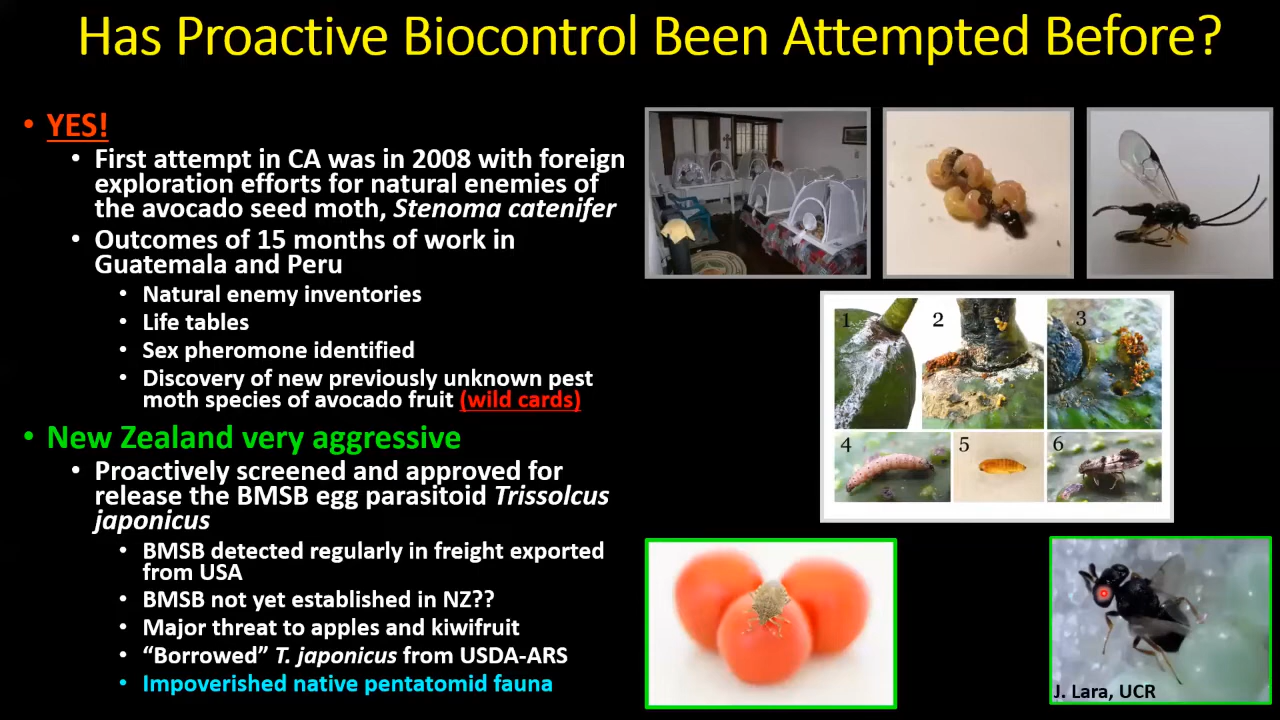 Has Proactive Biocontrol Been Attempted Before?
• YES!
• First attempt in CA was in 2008 with foreign
exploration efforts for natural enemies of
the avocado seed moth, Stenoma catenifer
• Outcomes of 15 months of work in
Guatemala and Peru
• Natural enemy inventories
• Life tables
• Sex pheromone identified
• Discovery of new previously unknown pest
moth species of avocado fruit (wild cards)
• New Zealand very aggressive
• Proactively screened and approved for
release the BMSB egg parasitoid Trissolcus
japonicus
• BMSB detected regularly in freight exported
from USA
• BMSB not yet established in NZ??
• Major threat to apples and kiwifruit
• “Borrowed” T. japonicus from USDA-ARS
• Impoverished native pentatomid fauna
1 2 3
4 5 6
J. Lara, UCR